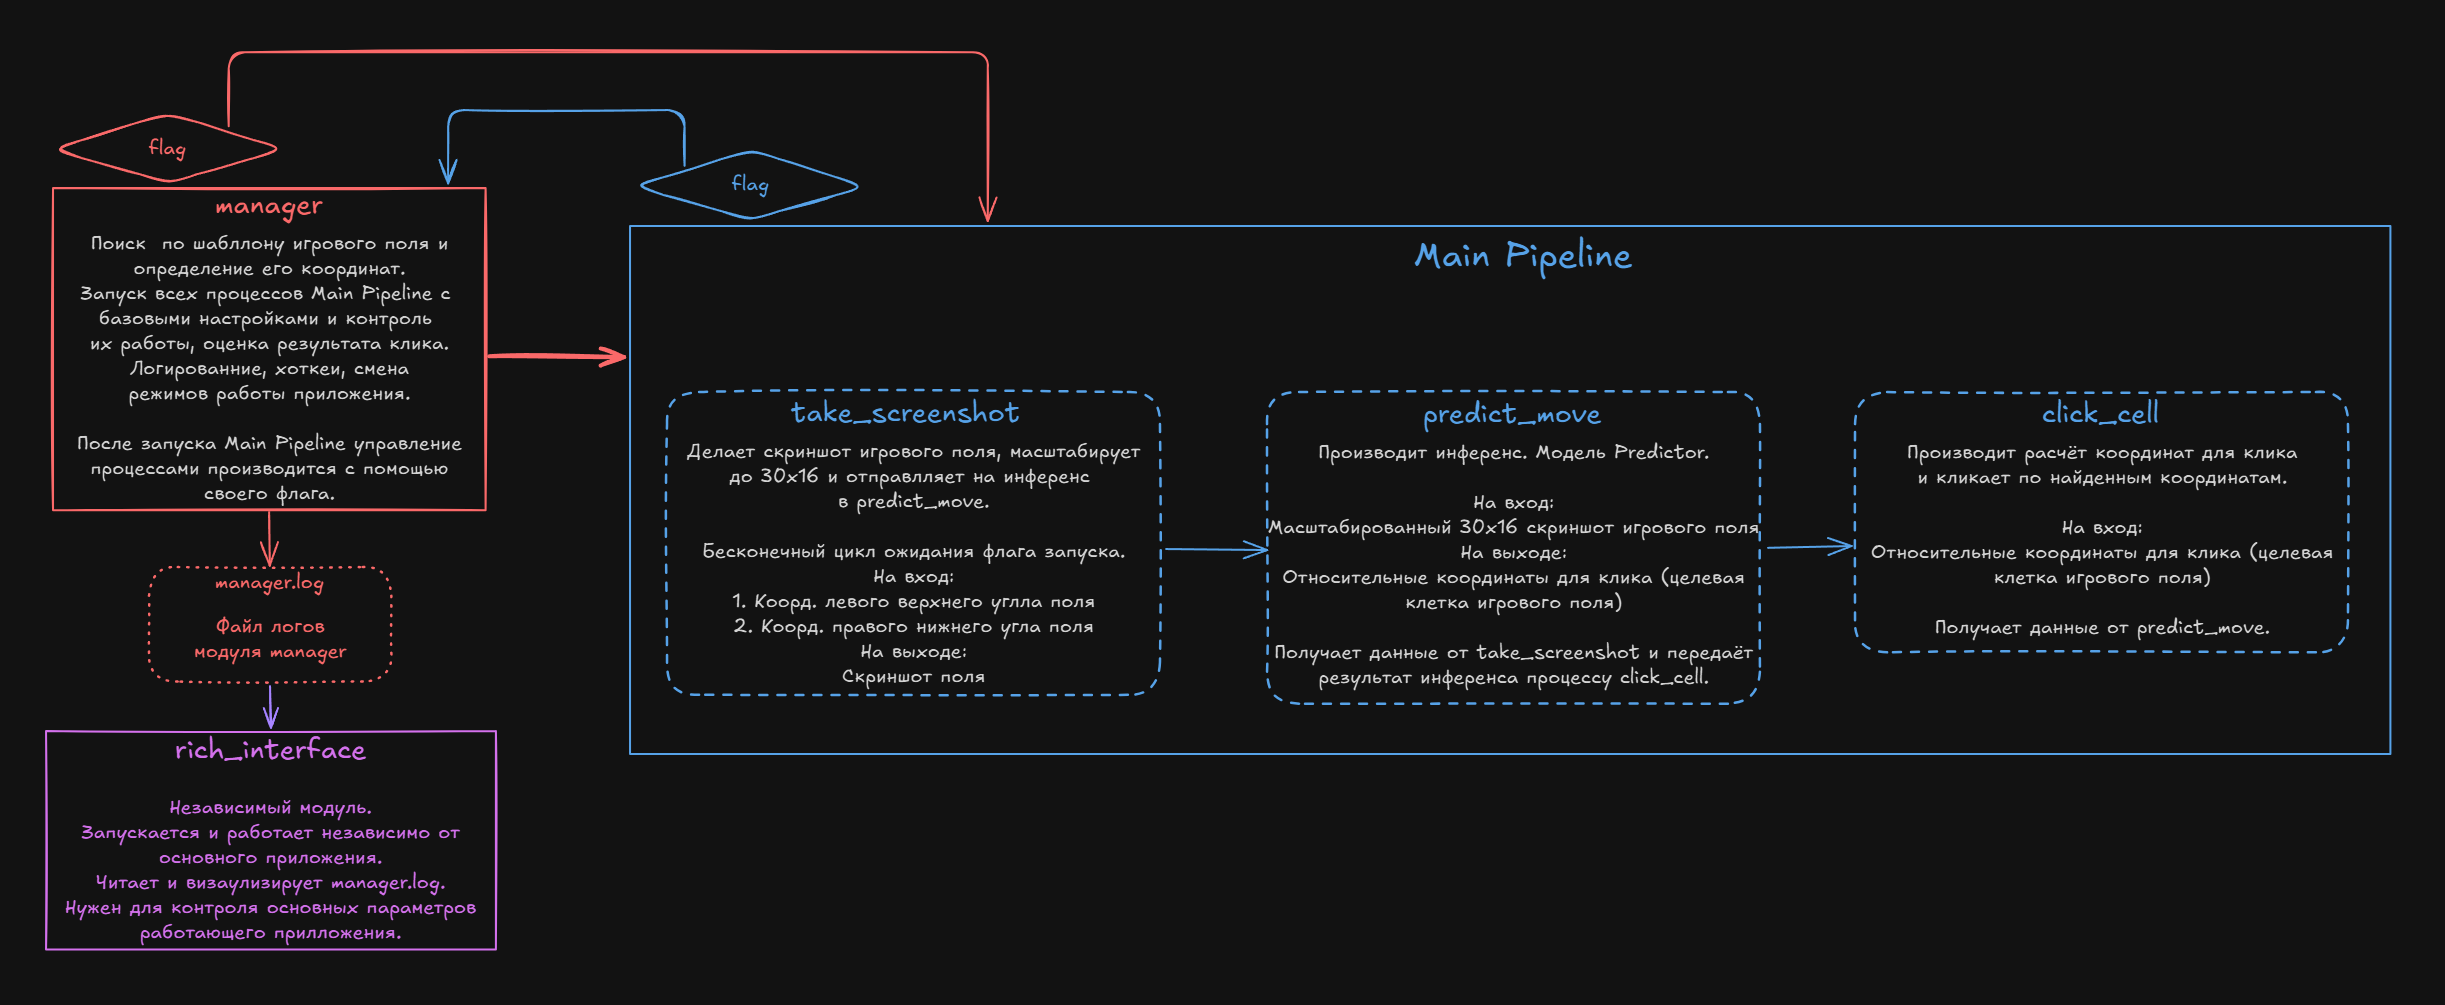 flag
flag
manager
Поиск по шабллону игрового поля и
определение его координат.
Запуск всех процессов Main Pipeline с
базовыми настройками и контроль
их работы, оценка результата клика.
Логированние, хоткеи, смена
режимов работы приложения.
После запуска Main Pipeline управление
процессами производится с помощью
своего флага.
manager.log
Файл логов
модуля manager
rich_interface
Независимый модуль.
Запускается и работает независимо от
основного приложения.
Читает и визаулизирует manager.log.
Нужен для контроля основных параметров
работающего прилложения.
Main Pipeline
take_screenshot
Делает скриншот игрового поля, масштабирует
до 30x16 и отправлляет на инференс
в predict_move.
Бесконечный цикл ожидания флага запуска.
На вход:
1. Коорд. левого верхнего uглла поля
2. Коорд. правого нижнего угла поля
На выходе:
Скриншот поля
predict_move
Производит инференс. Модель Predictor.
На вход:
Масштабированный 30x16 скриншот игрового поля
На выходе:
Относительные координаты для клика (целевая
клетка игрового поля)
Получает данные от take_screenshot и передаёт
результат инференса процессу click_cell.
click_cell
Производит расчёт координат для клика
и кликает по найденным координатам.
На вход:
Относительные координаты для клика (целевая
клетка игрового поля)
Получает данные от predict_move.